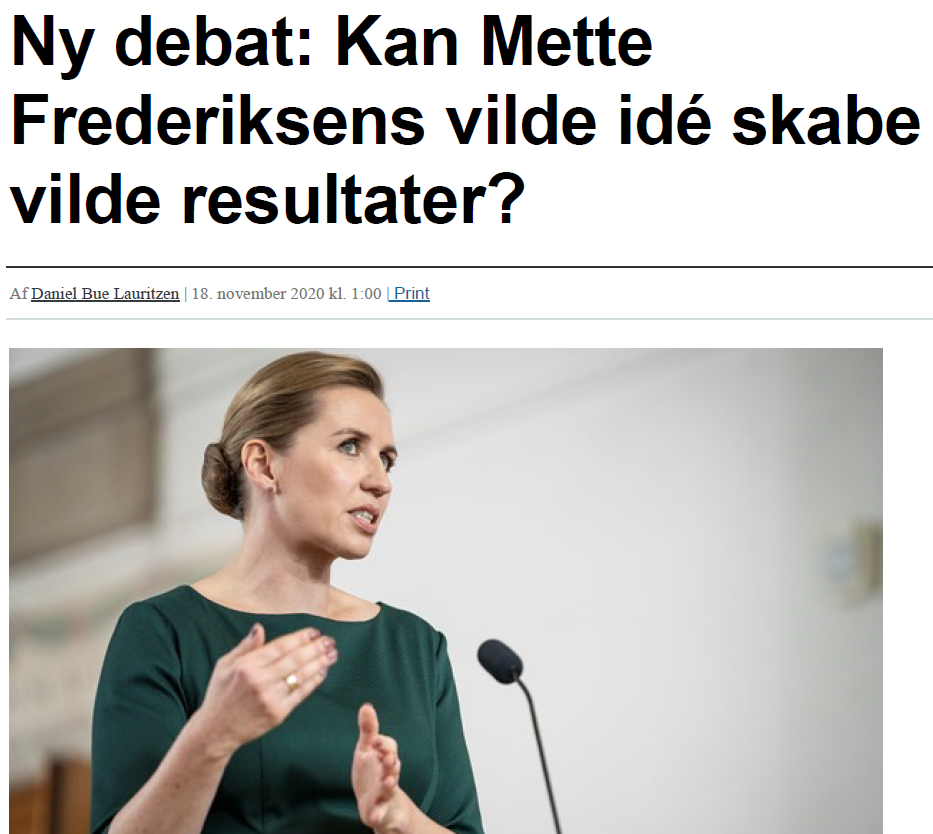 Ny debat: Kan Mette
Frederiksens vilde idé skabe
vilde resultater?
Af Daniel Bue Lauritzen | 18. november 2020 kl. 1:00 | Print